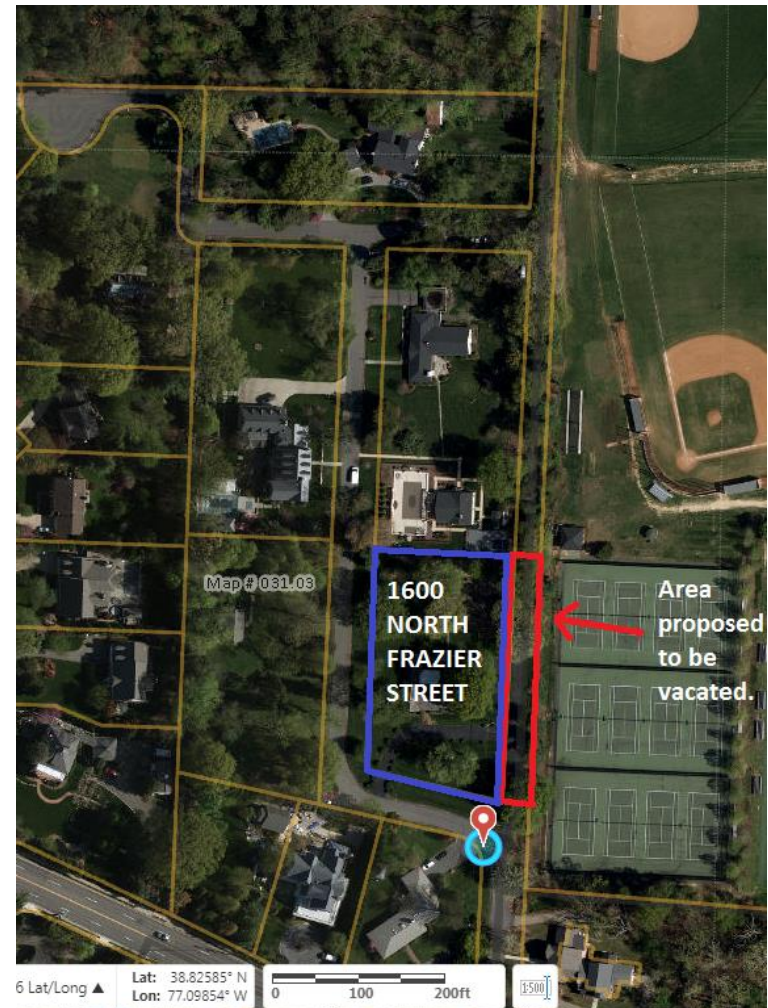 Map # 031.03
1600
NORTH
FRAZIER
STREET
Area
proposed
to be
vacated.
6 Lat/Long ▲
Lat: 38.82585° N
Lon: 77.09854° W
0 100 200ft
1:500